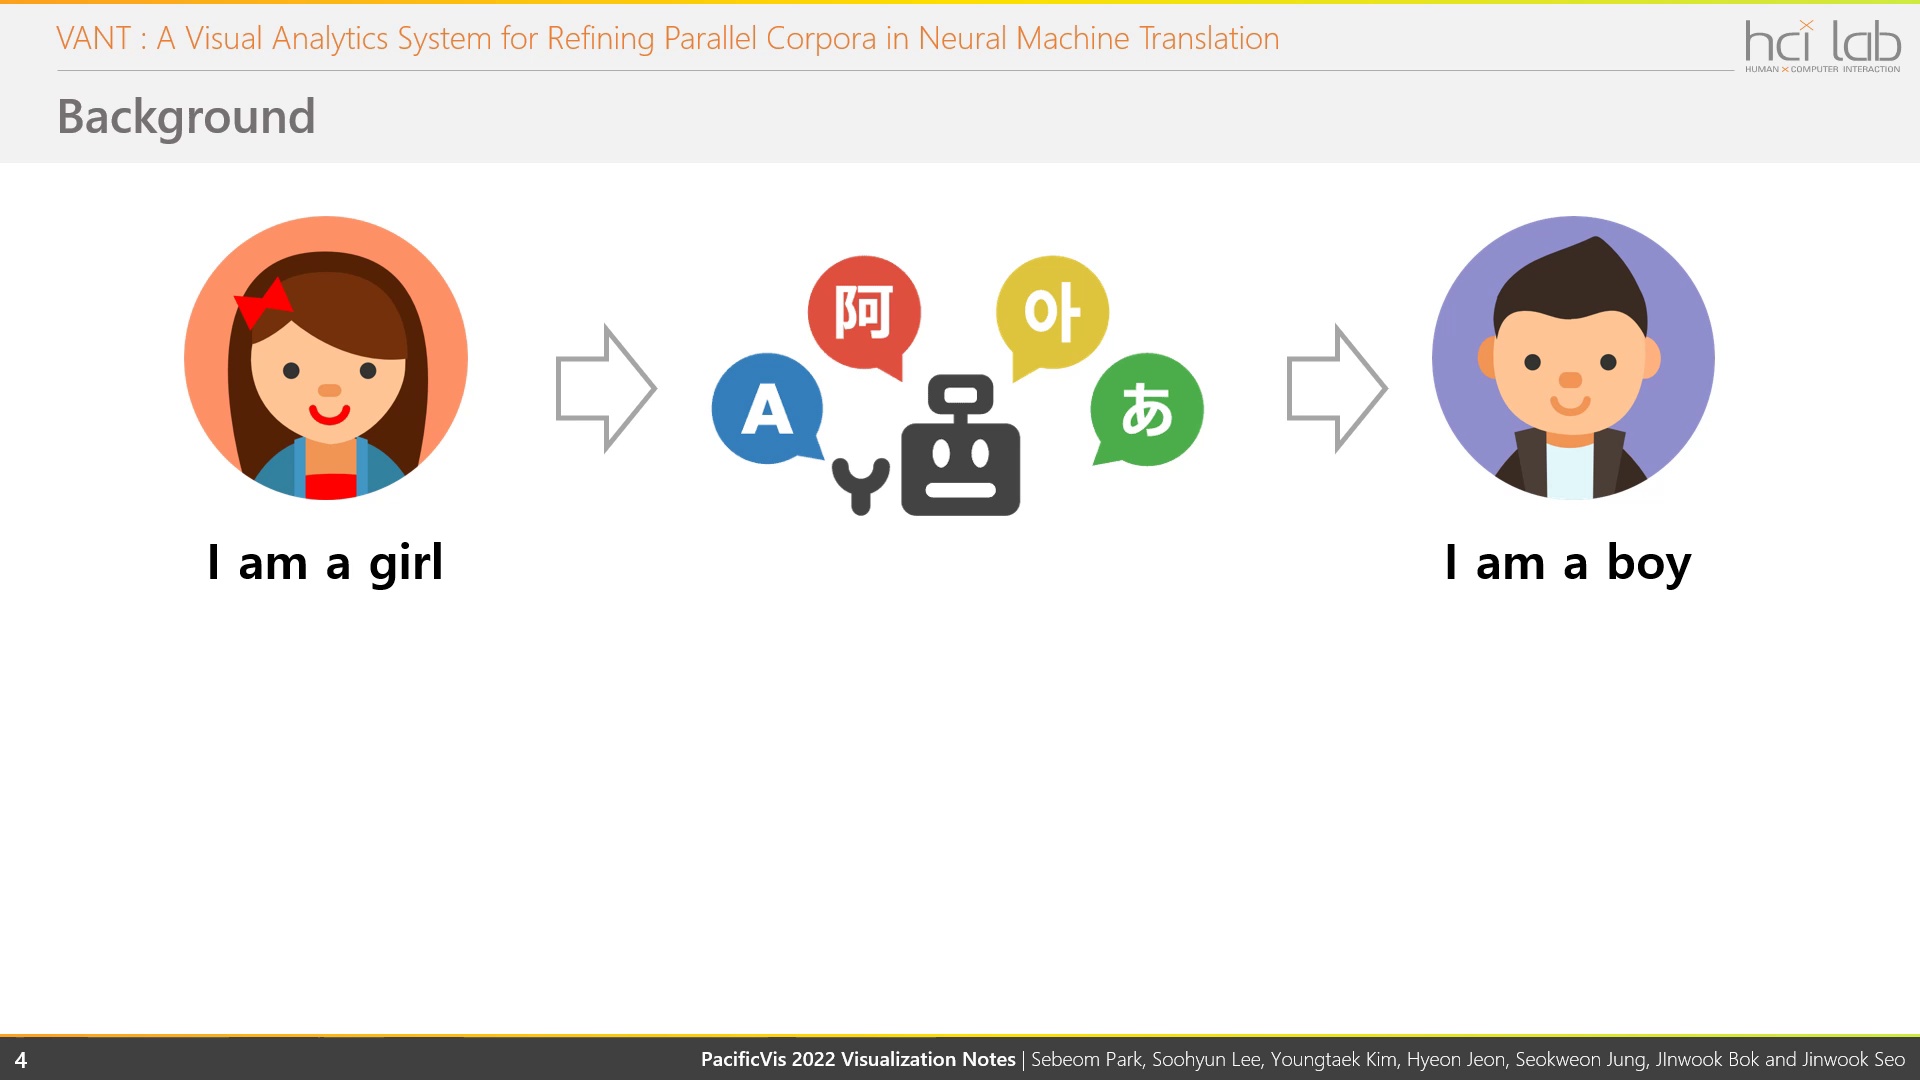 VANT : A Visual Analytics System for Refining Parallel Corpora in Neural Machine Translation
hci lab
HUMAN × COMPUTER INTERACTION
Background
阿
아
A
あ
I am a girl
I am a boy
4
PacificVis 2022 Visualization Notes | Sebeom Park, Soohyun Lee, Youngtaek Kim, Hyeon Jeon, Seokweon Jung, JInwook Bok and Jinwook Seo